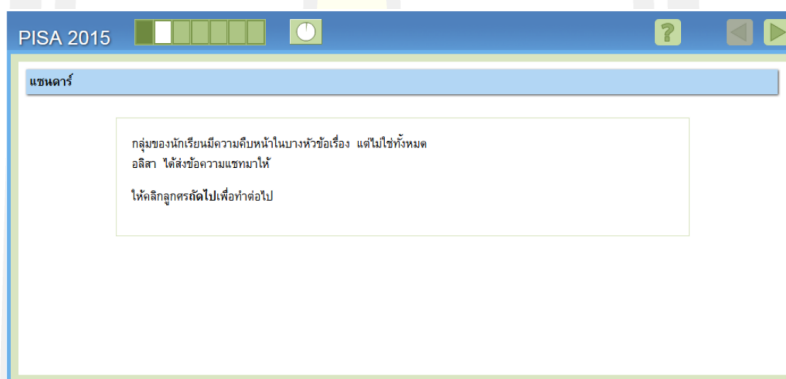 PISA 2015
?
แซนดาร์
กลุ่มของนักเรียนมีความคืบหน้าในบางหัวข้อเรื่อง แต่ไม่ใช่ทั้งหมด
อลิสา ได้ส่งข้อความแชทมาให้
ให้คลิกลูกศรถัดไปเพื่อทำต่อไป